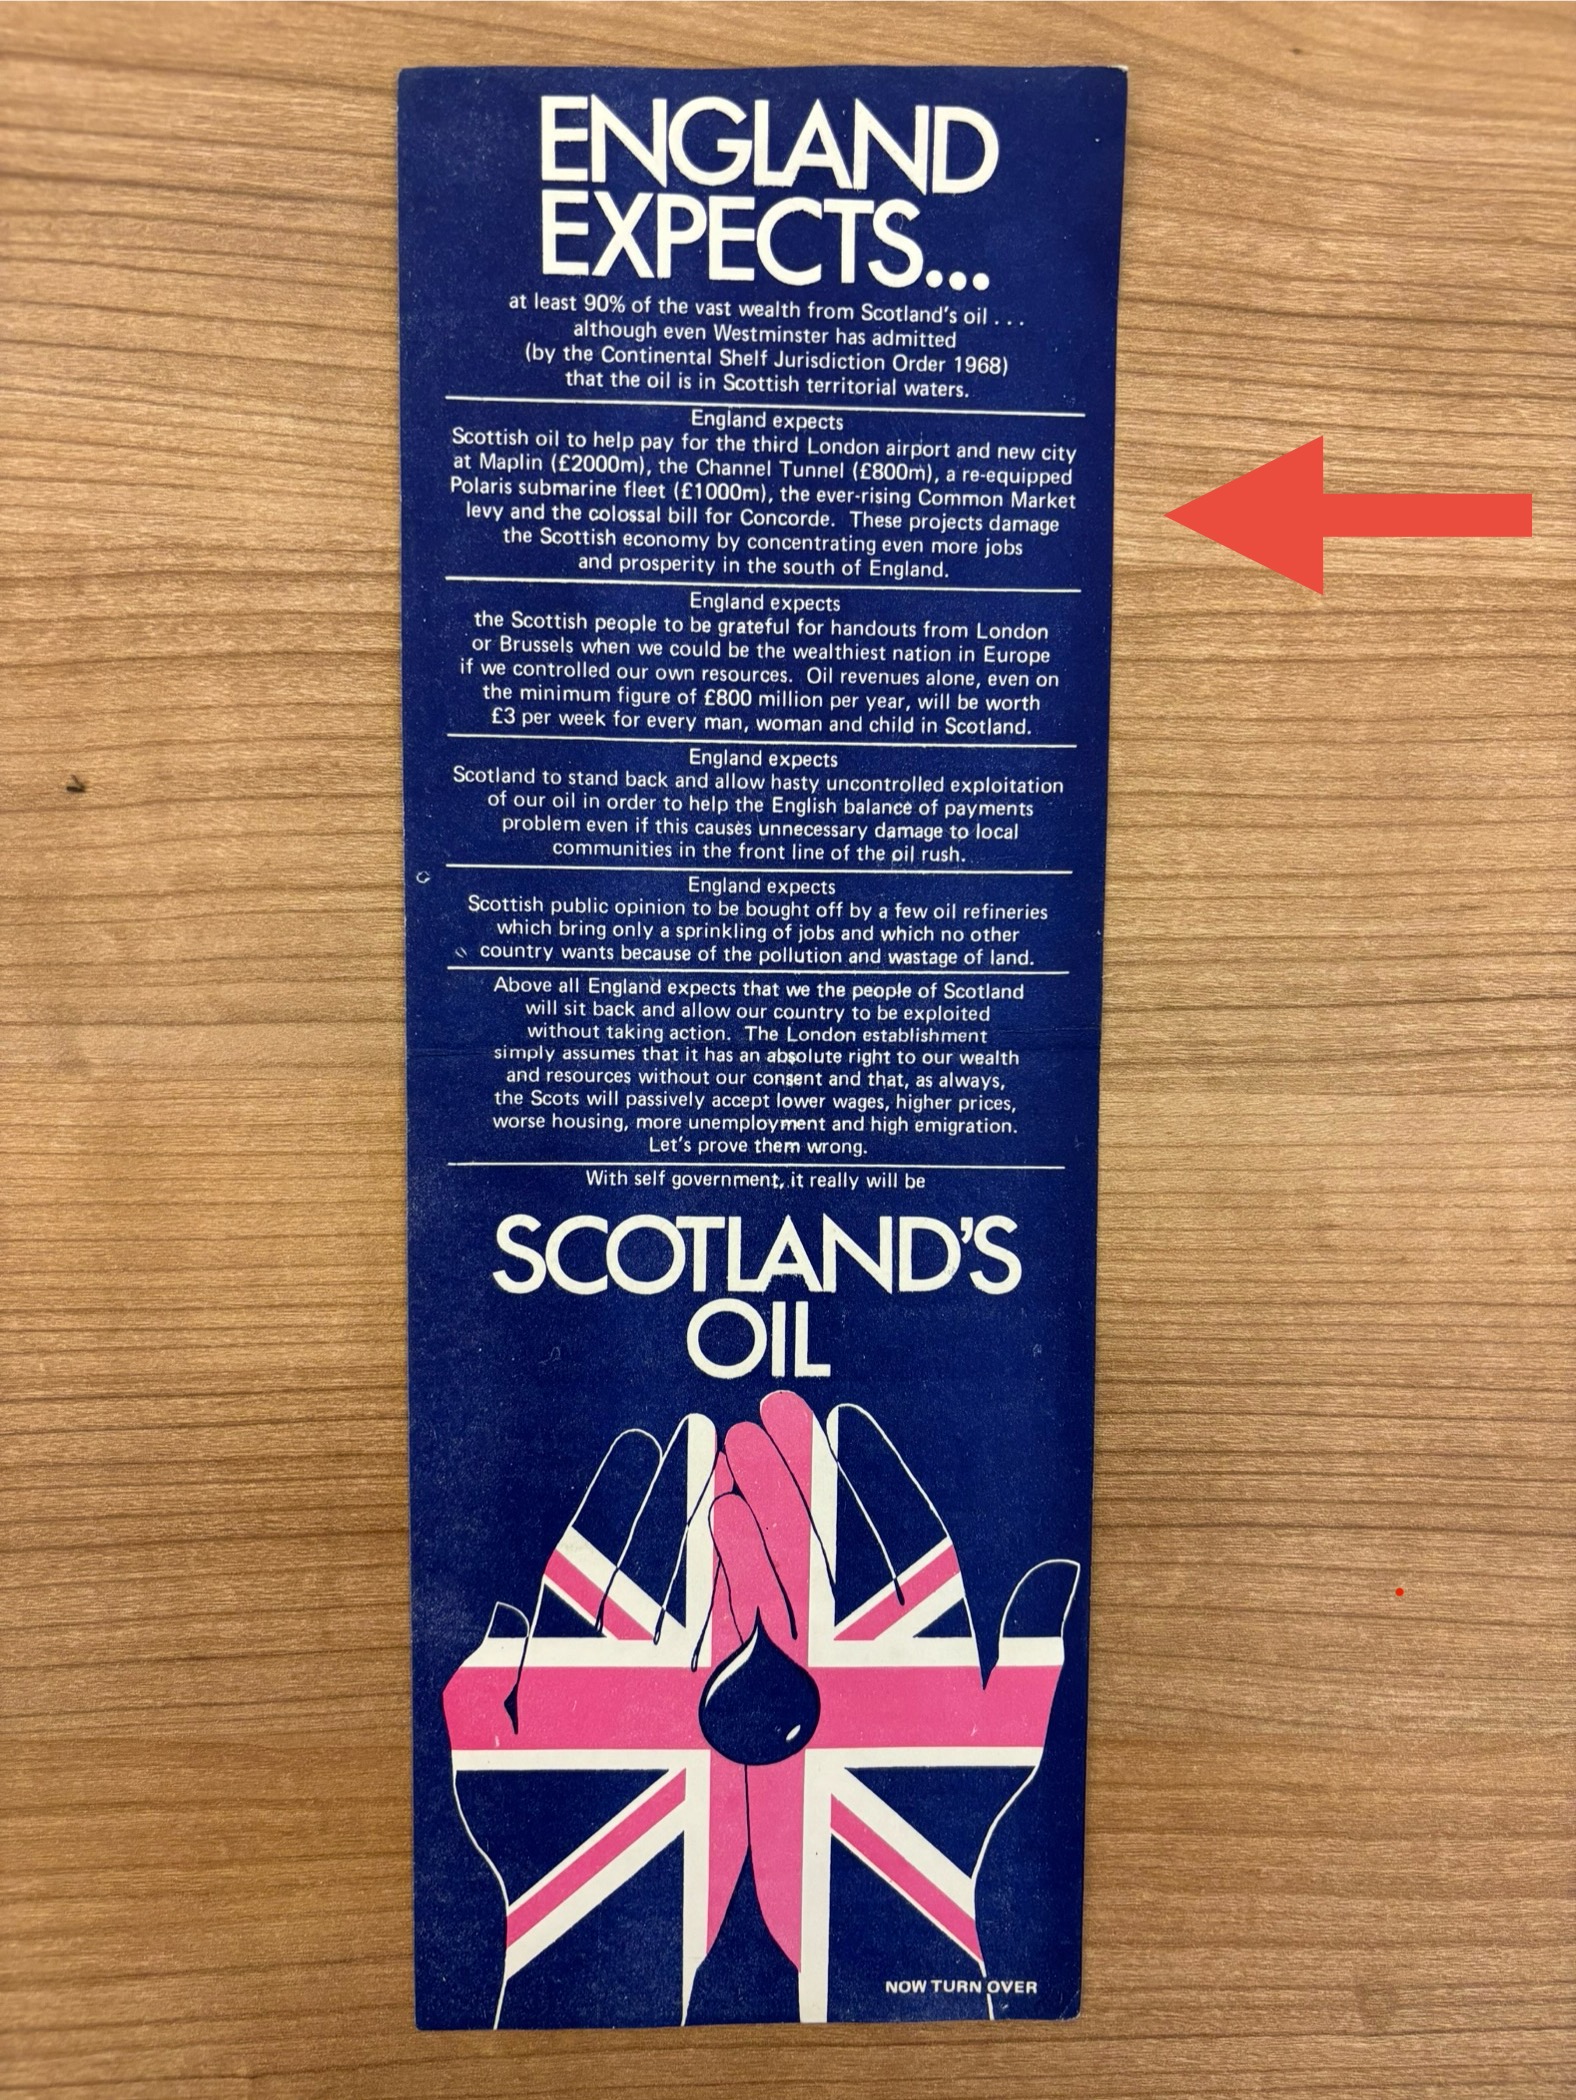 ENGLAND
EXPECTS...
at least 90% of the vast wealth from Scotland's oil . . .
although even Westminster has admitted
(by the Continental Shelf Jurisdiction Order 1968)
that the oil is in Scottish territorial waters.
England expects
Scottish oil to help pay for the third London airport and new city
at Maplin (£2000m), the Channel Tunnel (£800m), a re-equipped
Polaris submarine fleet (£1000m), the ever-rising Common Market
levy and the colossal bill for Concorde. These projects damage
the Scottish economy by concentrating even more jobs
and prosperity in the south of England.
England expects
the Scottish people to be grateful for handouts from London
or Brussels when we could be the wealthiest nation in Europe
if we controlled our own resources. Oil revenues alone, even on
the minimum figure of £800 million per year, will be worth
£3 per week for every man, woman and child in Scotland.
England expects
Scotland to stand back and allow hasty uncontrolled exploitation
of our oil in order to help the English balance of payments
problem even if this causes unnecessary damage to local
communities in the front line of the oil rush.
England expects
Scottish public opinion to be bought off by a few oil refineries
which bring only a sprinkling of jobs and which no other
country wants because of the pollution and wastage of land.
Above all England expects that we the people of Scotland
will sit back and allow our country to be exploited
without taking action. The London establishment
simply assumes that it has an absolute right to our wealth
and resources without our consent and that, as always,
the Scots will passively accept lower wages, higher prices,
worse housing, more unemployment and high emigration.
Let's prove them wrong.
With self government, it really will be
SCOTLAND'S
OIL
NOW TURN OVER